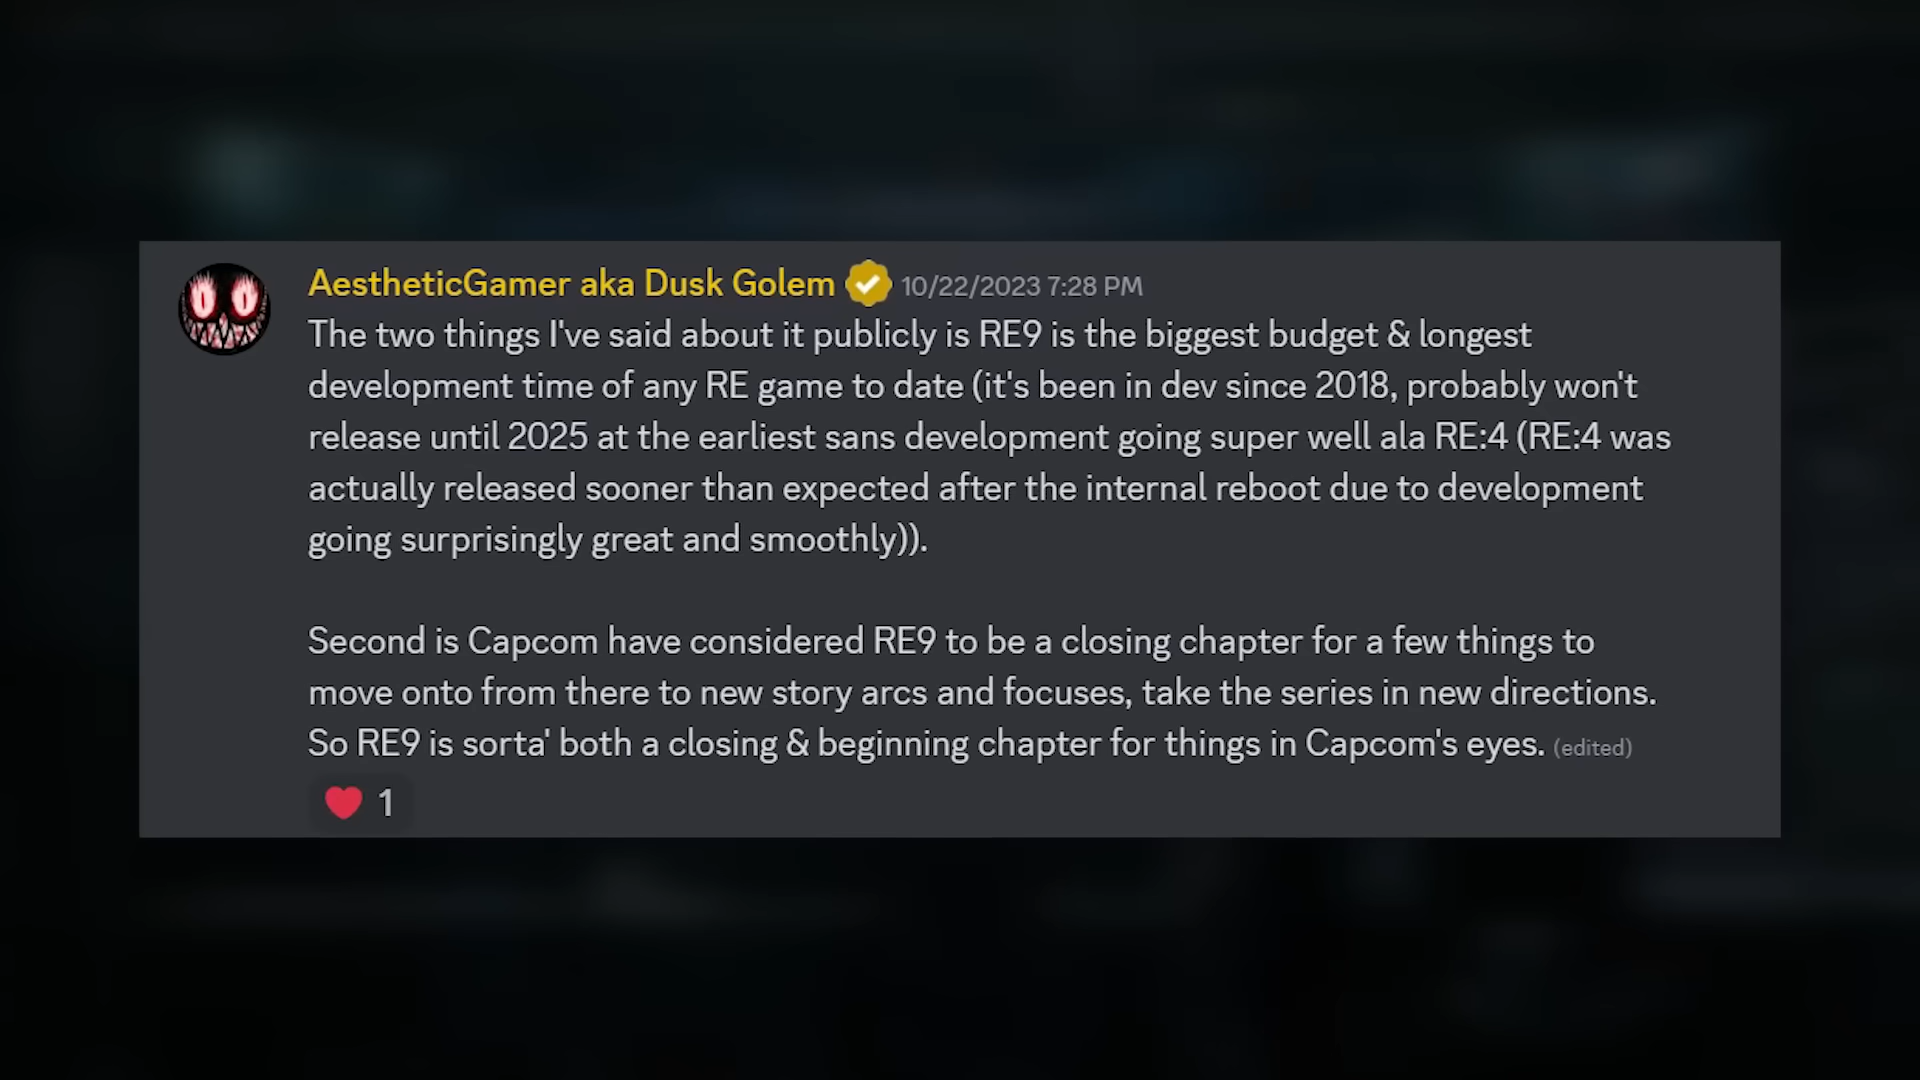 AestheticGamer aka Dusk Golem 10/22/2023 7:28 PM
The two things I've said about it publicly is RE9 is the biggest budget & longest
development time of any RE game to date (it's been in dev since 2018, probably won't
release until 2025 at the earliest sans development going super well ala RE:4 (RE:4 was
actually released sooner than expected after the internal reboot due to development
going surprisingly great and smoothly)).
Second is Capcom have considered RE9 to be a closing chapter for a few things to
move onto from there to new story arcs and focuses, take the series in new directions.
So RE9 is sorta' both a closing & beginning chapter for things in Capcom's eyes. (edited)
1